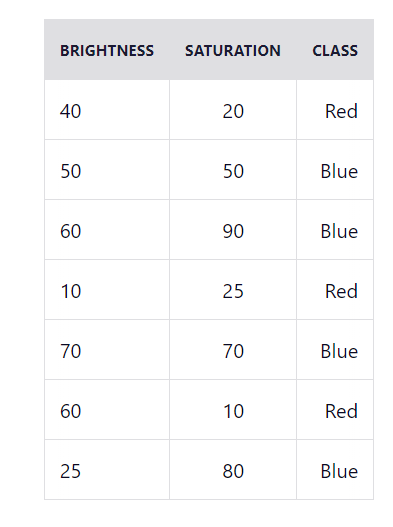 BRIGHTNESS SATURATION CLASS
40 20 Red
50 50 Blue
60 90 Blue
10 25 Red
70 70 Blue
60 10 Red
25 80 Blue